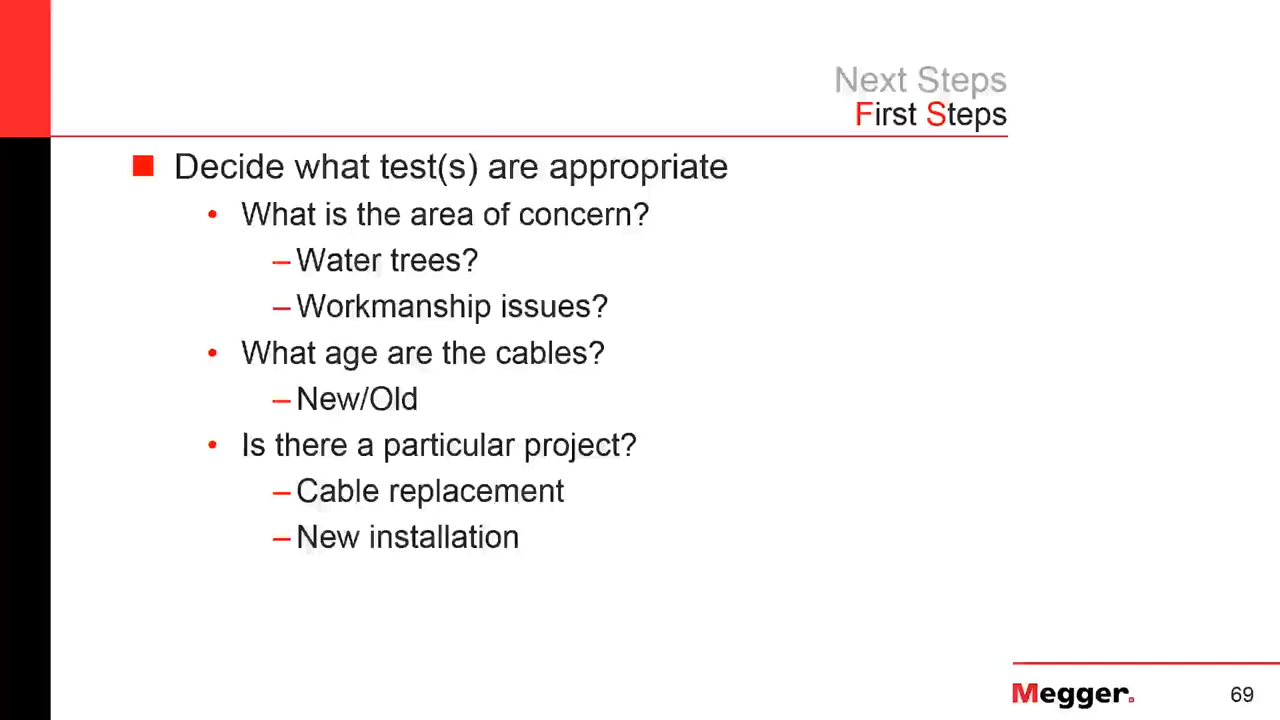 Next Steps
First Steps
Decide what test(s) are appropriate
• What is the area of concern?
– Water trees?
– Workmanship issues?
• What age are the cables?
– New/Old
• Is there a particular project?
– Cable replacement
– New installation
Megger.
69